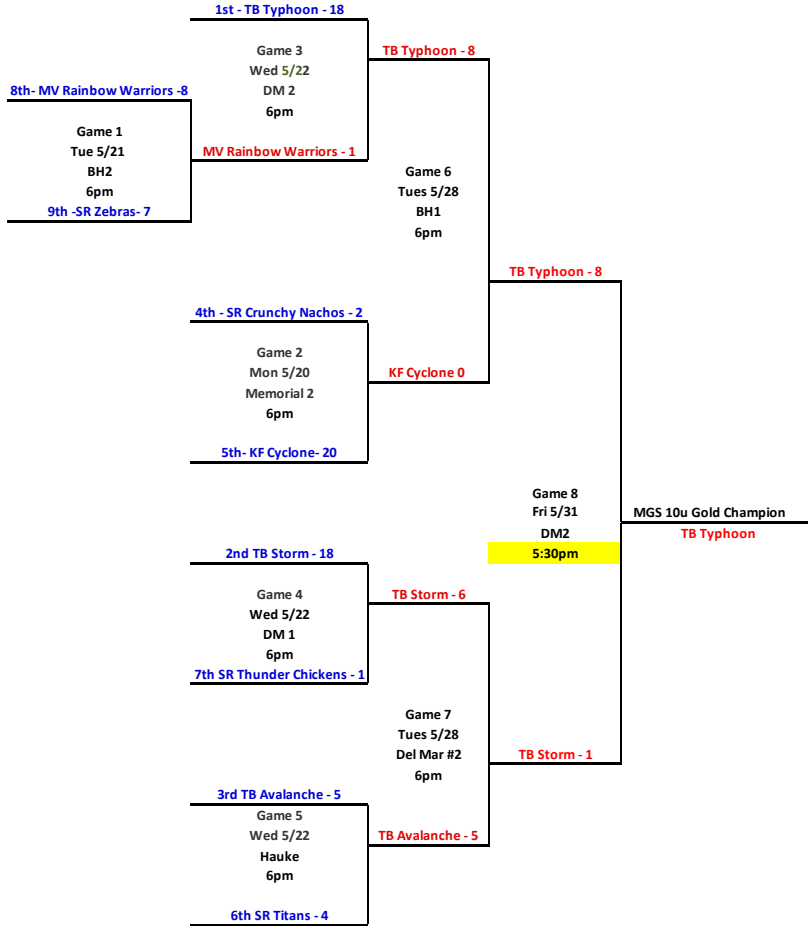 1st - TB Typhoon - 18
Game 3
Wed 5/22
DM 2
6pm
TB Typhoon - 8
8th- MV Rainbow Warriors -8
Game 1
Tue 5/21
BH2
6pm
MV Rainbow Warriors - 1
9th -SR Zebras- 7
Game 6
Tues 5/28
BH1
6pm
TB Typhoon - 8
4th - SR Crunchy Nachos - 2
Game 2
Mon 5/20
Memorial 2
6pm
KF Cyclone 0
5th- KF Cyclone- 20
Game 8
Fri 5/31
DM2
5:30pm
MGS 10u Gold Champion
TB Typhoon
2nd TB Storm - 18
Game 4
Wed 5/22
DM 1
6pm
TB Storm - 6
7th SR Thunder Chickens - 1
Game 7
Tues 5/28
Del Mar #2
6pm
TB Storm - 1
3rd TB Avalanche - 5
Game 5
Wed 5/22
Hauke
6pm
TB Avalanche - 5
6th SR Titans - 4